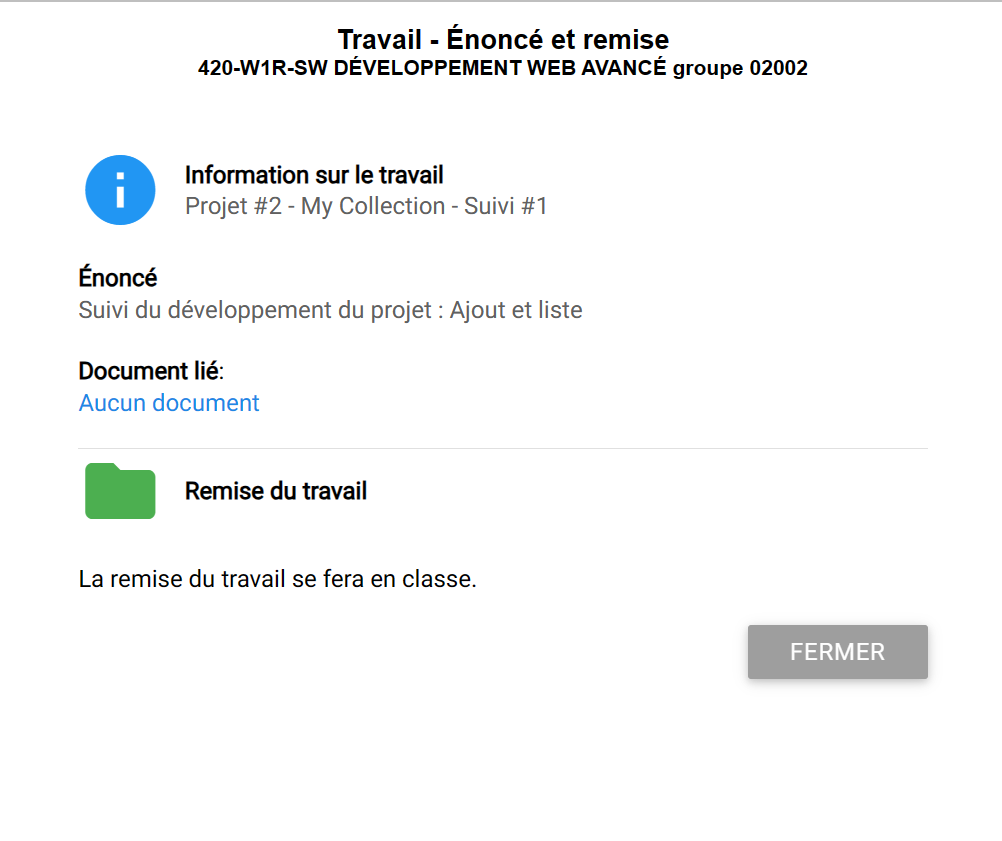 Travail - Énoncé et remise
420-W1R-SW DÉVELOPPEMENT WEB AVANCÉ groupe 02002
Information sur le travail
Projet #2 - My Collection - Suivi #1
Énoncé
Suivi du développement du projet : Ajout et liste
Document lié:
Aucun document
Remise du travail
La remise du travail se fera en classe.
FERMER